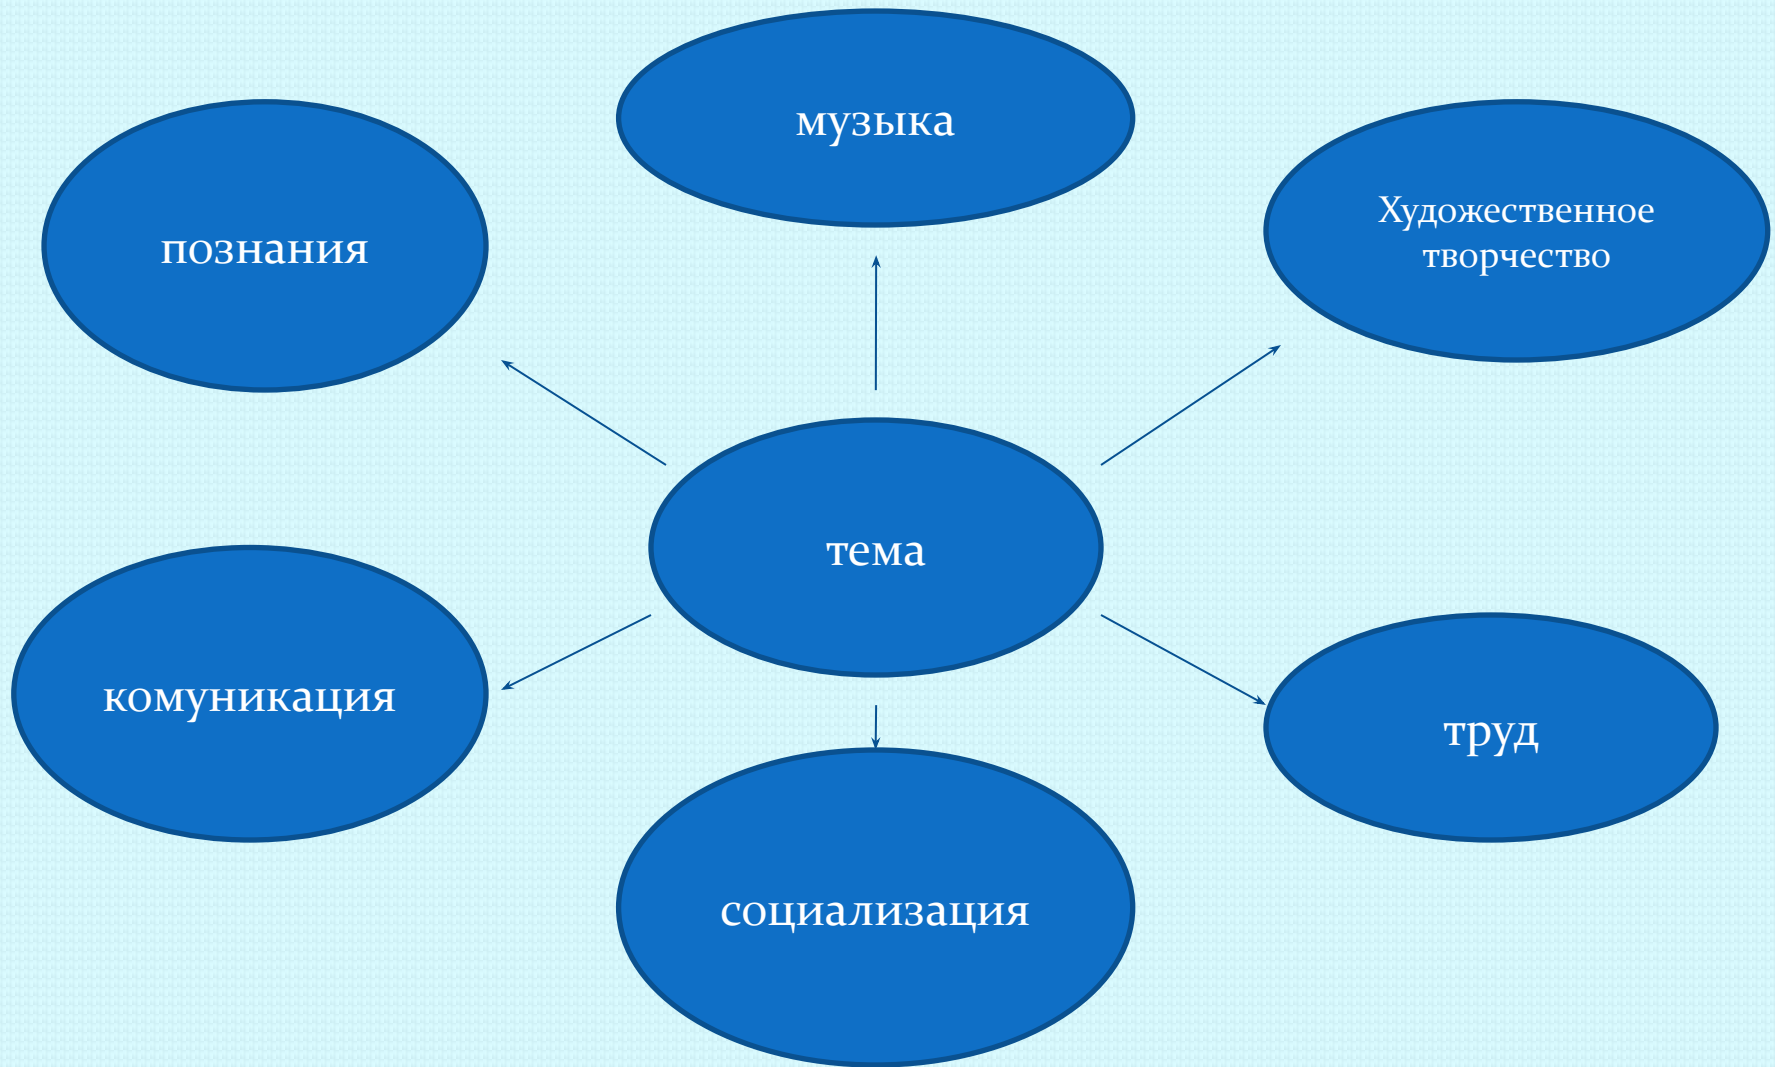 музыка
познания
Художественное
творчество
тема
комуникация
труд
социализация